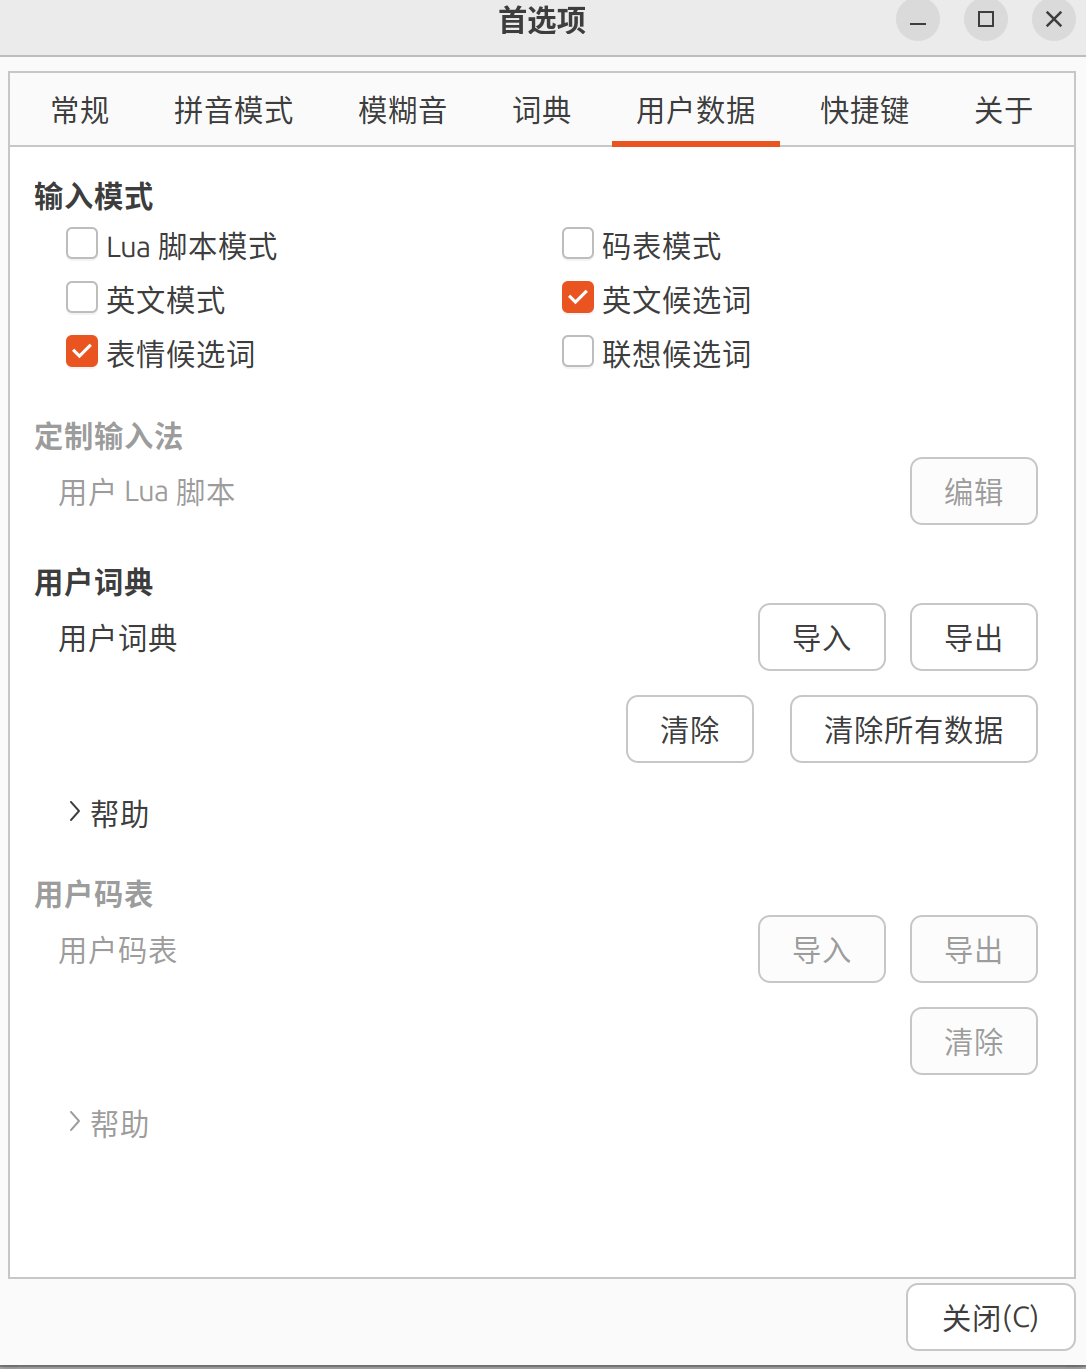 首选项
常规 拼音模式 模糊音 词典 用户数据 快捷键 关于
输入模式
Lua 脚本模式 码表模式
英文模式 英文候选词
表情候选词 联想候选词
定制输入法
用户 Lua 脚本 编辑
用户词典
用户词典 导入 导出
清除 清除所有数据
帮助
用户码表
用户码表 导入 导出
清除
帮助
关闭(C)